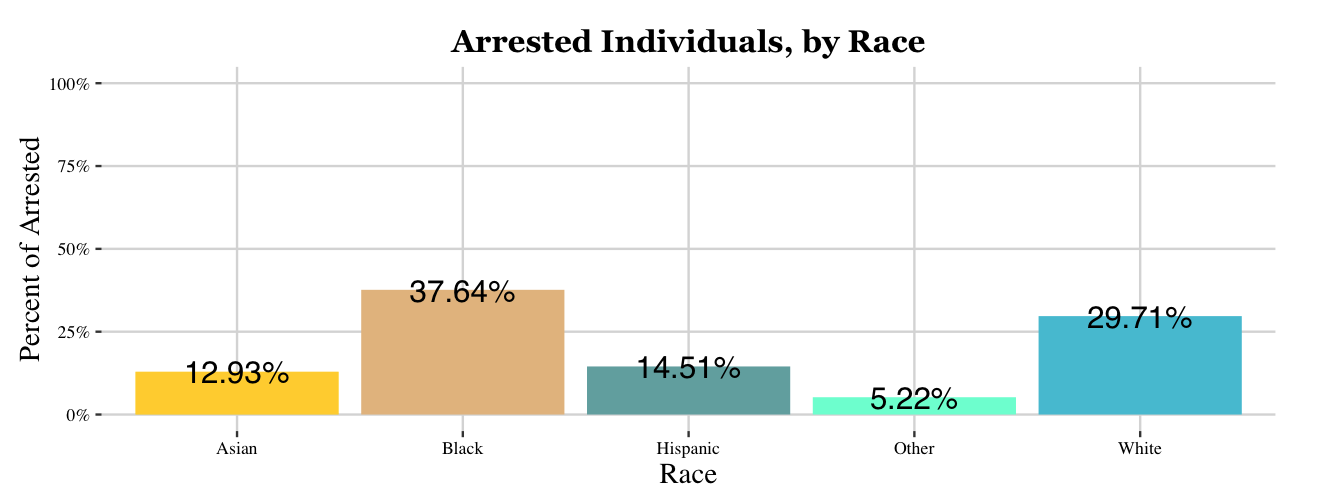 Arrested Individuals, by Race
Percent of Arrested
100%
75%
50%
25%
0%
12.93%
37.64%
14.51%
5.22%
29.71%
Asian
Black
Hispanic
Other
White
Race